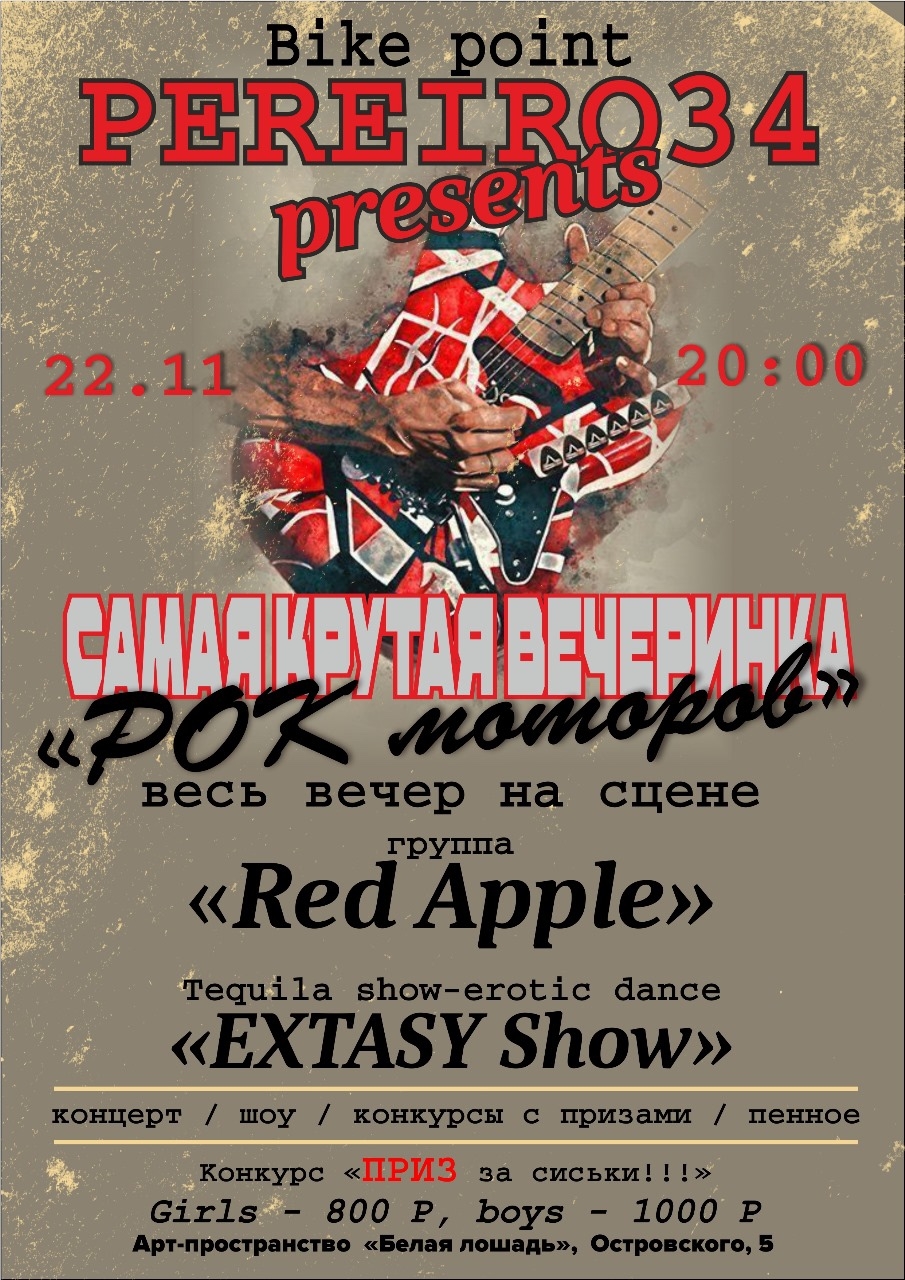 Bike point
PEREIRO34
presents
22.11 20:00
САМАЯ КРУТАЯ ВЕЧЕРИНКА
«РОК моторов»
весь вечер на сцене
группа
«Red Apple»
Tequila show-erotic dance
«EXTASY Show»
концерт / шоу / конкурсы с призами / пенное
Конкурс «ПРИЗ за сиськи!!!»
Girls - 800 Р, boys - 1000 Р
Арт-пространство «Белая лошадь», Островского, 5